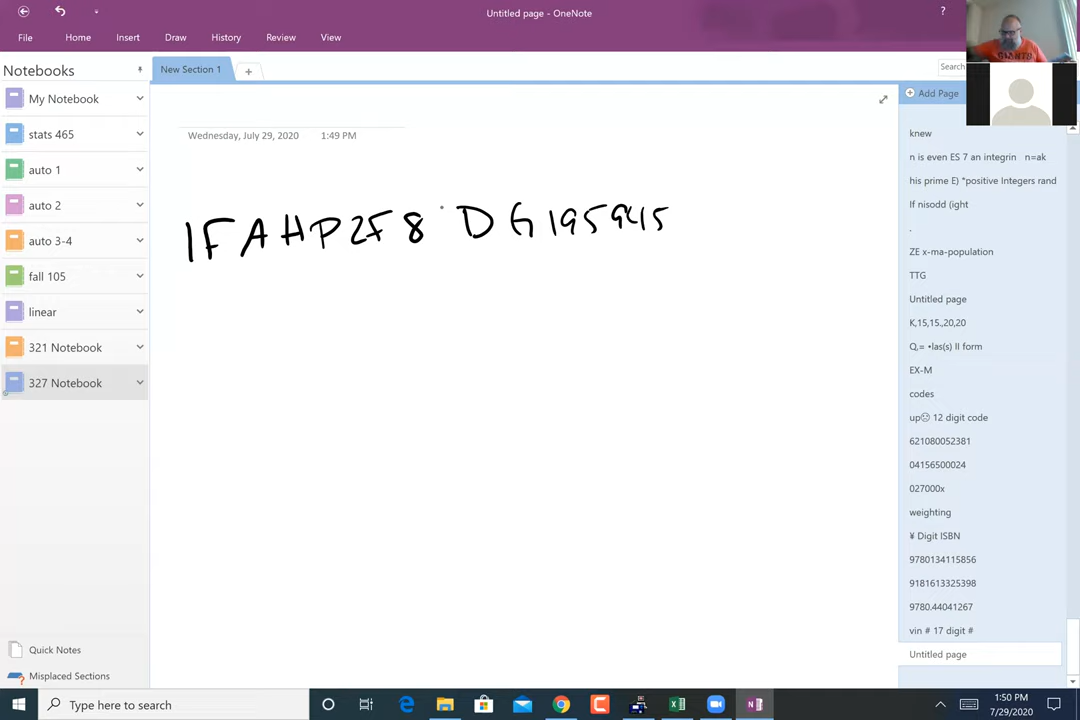 Untitled page - OneNote
?
File Home Insert Draw History Review View
Notebooks
New Section 1
+
Search
My Notebook
stats 465
auto 1
auto 2
auto 3-4
fall 105
linear
321 Notebook
327 Notebook
Quick Notes
Misplaced Sections
Wednesday, July 29, 2020 1:49 PM
1FAHP2F8 DG195945
GIANTS
+ Add Page
knew
n is even ES 7 an integrin n=ak
his prime E) *positive Integers rand
If nisodd (ight
.
ZE x-ma-population
TTG
Untitled page
K,15,15.,20,20
Q,= •las(s) II form
EX-M
codes
up☹ 12 digit code
621080052381
04156500024
027000x
weighting
¥ Digit ISBN
9780134115856
9181613325398
9780.44041267
vin # 17 digit #
Untitled page
Type here to search
1:50 PM
7/29/2020